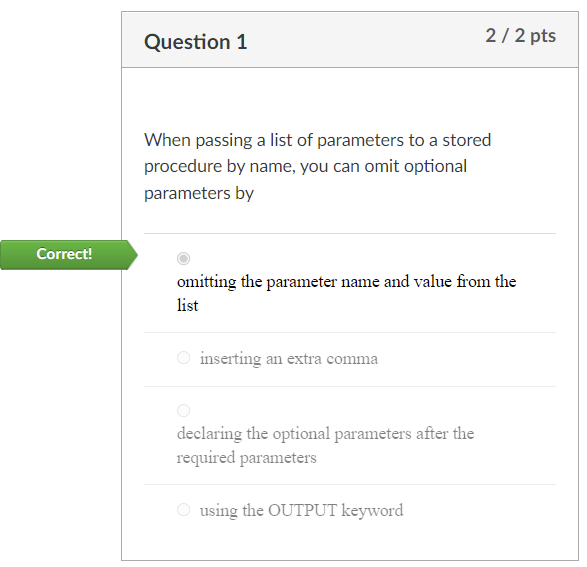 Question 1
2 / 2 pts
When passing a list of parameters to a stored
procedure by name, you can omit optional
parameters by
Correct!
omitting the parameter name and value from the
list
inserting an extra comma
declaring the optional parameters after the
required parameters
using the OUTPUT keyword